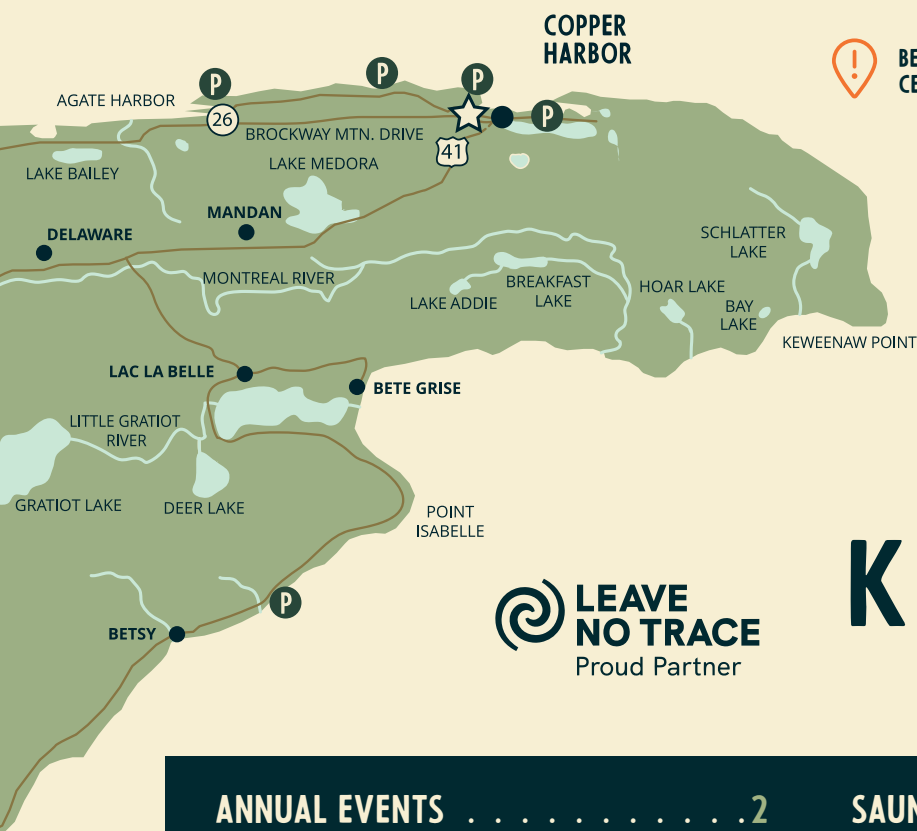 COPPER
HARBOR
P
P
P
P
AGATE HARBOR
26
BROCKWAY MTN. DRIVE
41
LAKE BAILEY
LAKE MEDORA
MANDAN
DELAWARE
SCHLATTER
LAKE
MONTREAL RIVER
LAKE ADDIE
BREAKFAST
LAKE
HOAR LAKE
BAY
LAKE
KEWEENAW POINT
LAC LA BELLE
BETE GRISE
LITTLE GRATIOT
RIVER
GRATIOT LAKE
DEER LAKE
POINT
ISABELLE
P
BETSY
LEAVE
NO TRACE
Proud Partner
K
ANNUAL EVENTS . . . . . . . . . . . 2